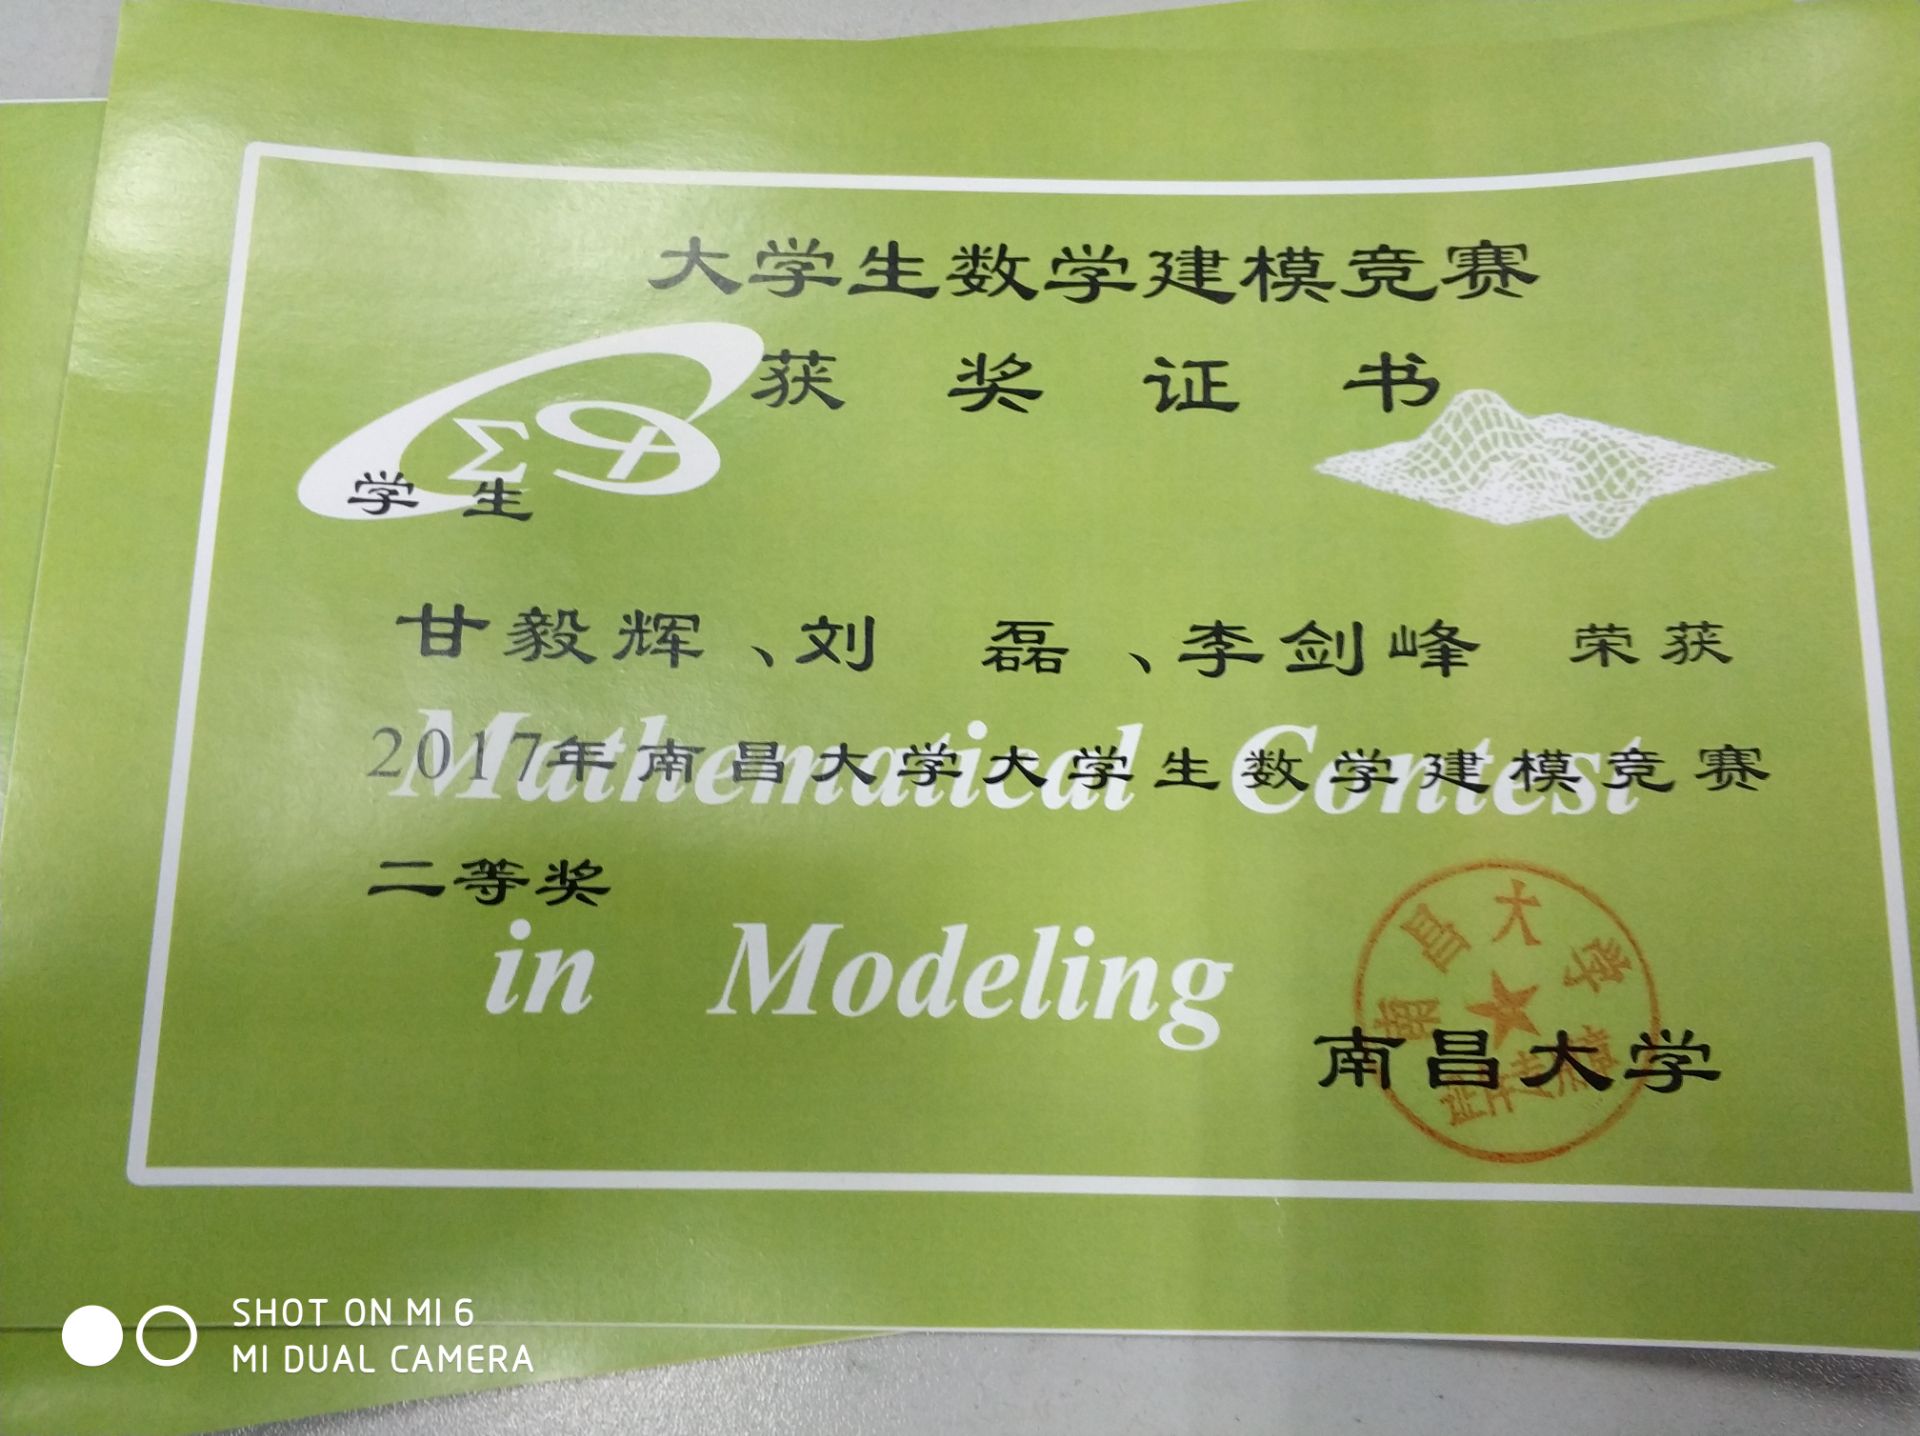 大学生数学建模竞赛
获奖证书
Σ
学生
甘毅辉、刘 磊、李剑峰 荣获
Mathematical Contest
2017年南昌大学大学生数学建模竞赛
二等奖
in Modeling
南昌大学
南昌大学
SHOT ON MI 6
MI DUAL CAMERA